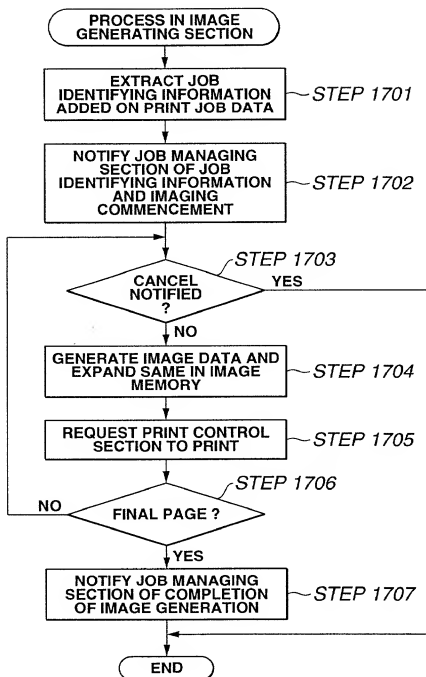 PROCESS IN IMAGE
GENERATING SECTION
EXTRACT JOB
IDENTIFYING INFORMATION
ADDED ON PRINT JOB DATA
STEP 1701
NOTIFY JOB MANAGING
SECTION OF JOB
IDENTIFYING INFORMATION
AND IMAGING
COMMENCEMENT
STEP 1702
STEP 1703
CANCEL
NOTIFIED
?
YES
NO
GENERATE IMAGE DATA AND
EXPAND SAME IN IMAGE
MEMORY
STEP 1704
REQUEST PRINT CONTROL
SECTION TO PRINT
STEP 1705
STEP 1706
NO
FINAL PAGE ?
YES
NOTIFY JOB MANAGING
SECTION OF COMPLETION
OF IMAGE GENERATION
STEP 1707
END